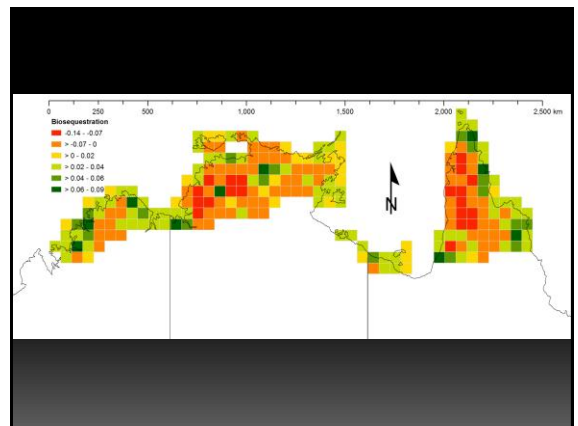 0 250 500 1,000 1,500 2,000 2,500 km
Biosequestration
-0.14 - -0.07
> -0.07 - 0
> 0 - 0.02
> 0.02 - 0.04
> 0.04 - 0.06
> 0.06 - 0.09
N